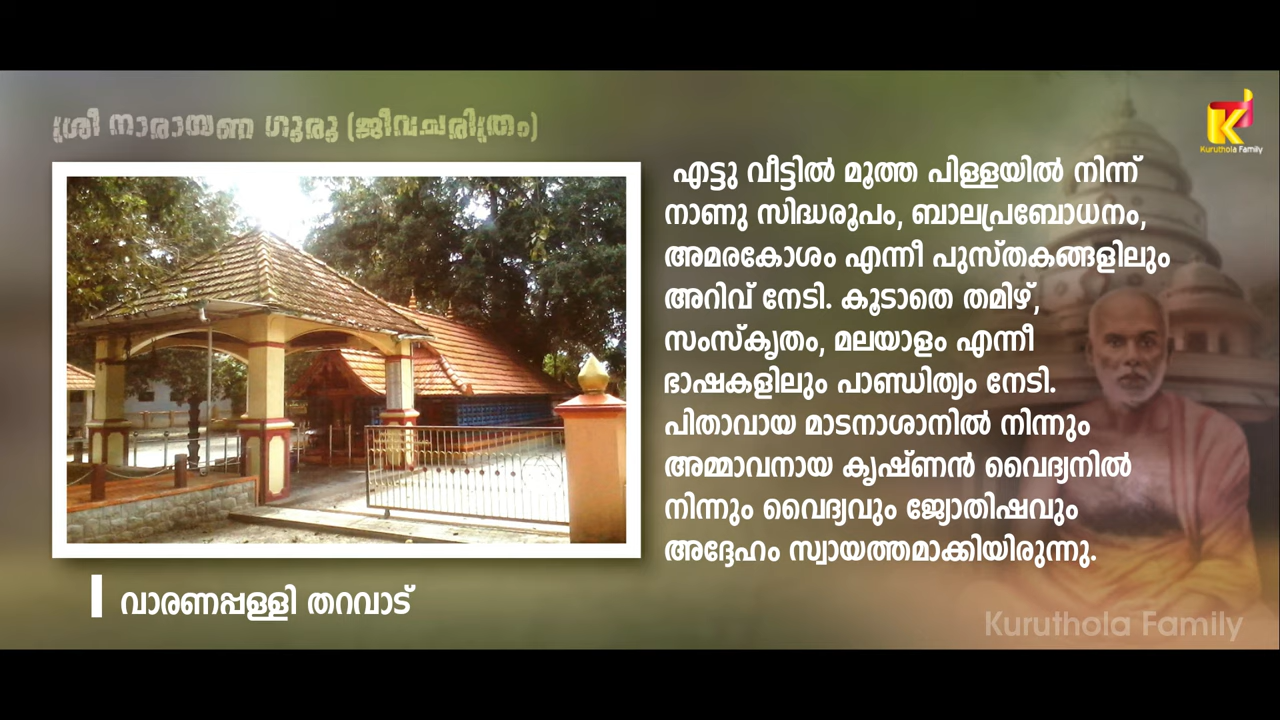 ശ്രീ നാരായണ ഗുരു (ജീവചരിത്രം)
Kuruthola Family
എട്ടു വീട്ടിൽ മൂത്ത പിള്ളയിൽ നിന്ന്
നാണു സിദ്ധരൂപം, ബാലപ്രബോധനം,
അമരകോശം എന്നീ പുസ്തകങ്ങളിലും
അറിവ് നേടി. കൂടാതെ തമിഴ്,
സംസ്കൃതം, മലയാളം എന്നീ
ഭാഷകളിലും പാണ്ഡിത്യം നേടി.
പിതാവായ മാടനാശാനിൽ നിന്നും
അമ്മാവനായ കൃഷ്ണൻ വൈദ്യനിൽ
നിന്നും വൈദ്യവും ജ്യോതിഷവും
അദ്ദേഹം സ്വായത്തമാക്കിയിരുന്നു.
വാരണപ്പള്ളി തറവാട്
Kuruthola Family